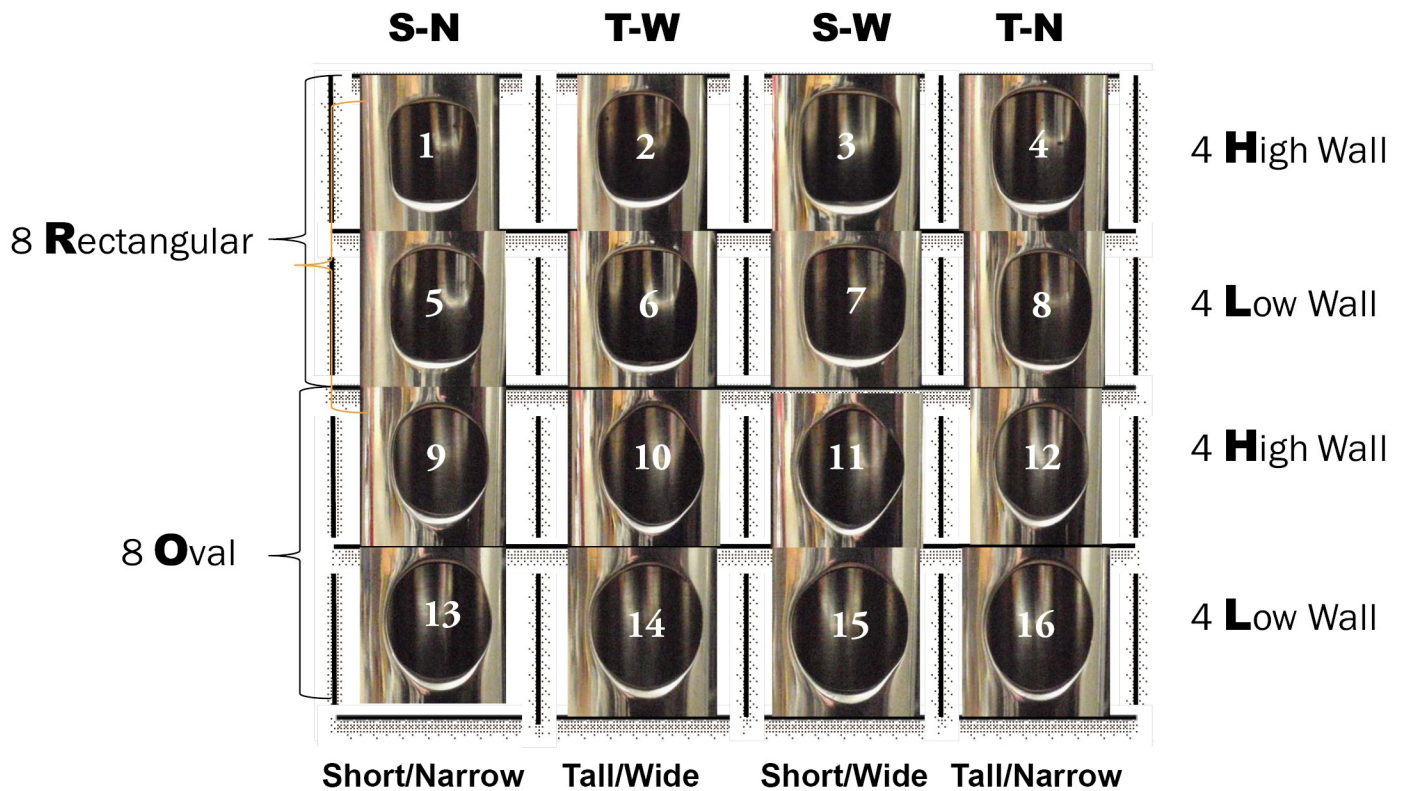 S-N T-W S-W T-N
1 2 3 4
4 High Wall
8 Rectangular
5 6 7 8
4 Low Wall
9 10 11 12
4 High Wall
8 Oval
13 14 15 16
4 Low Wall
Short/Narrow Tall/Wide Short/Wide Tall/Narrow